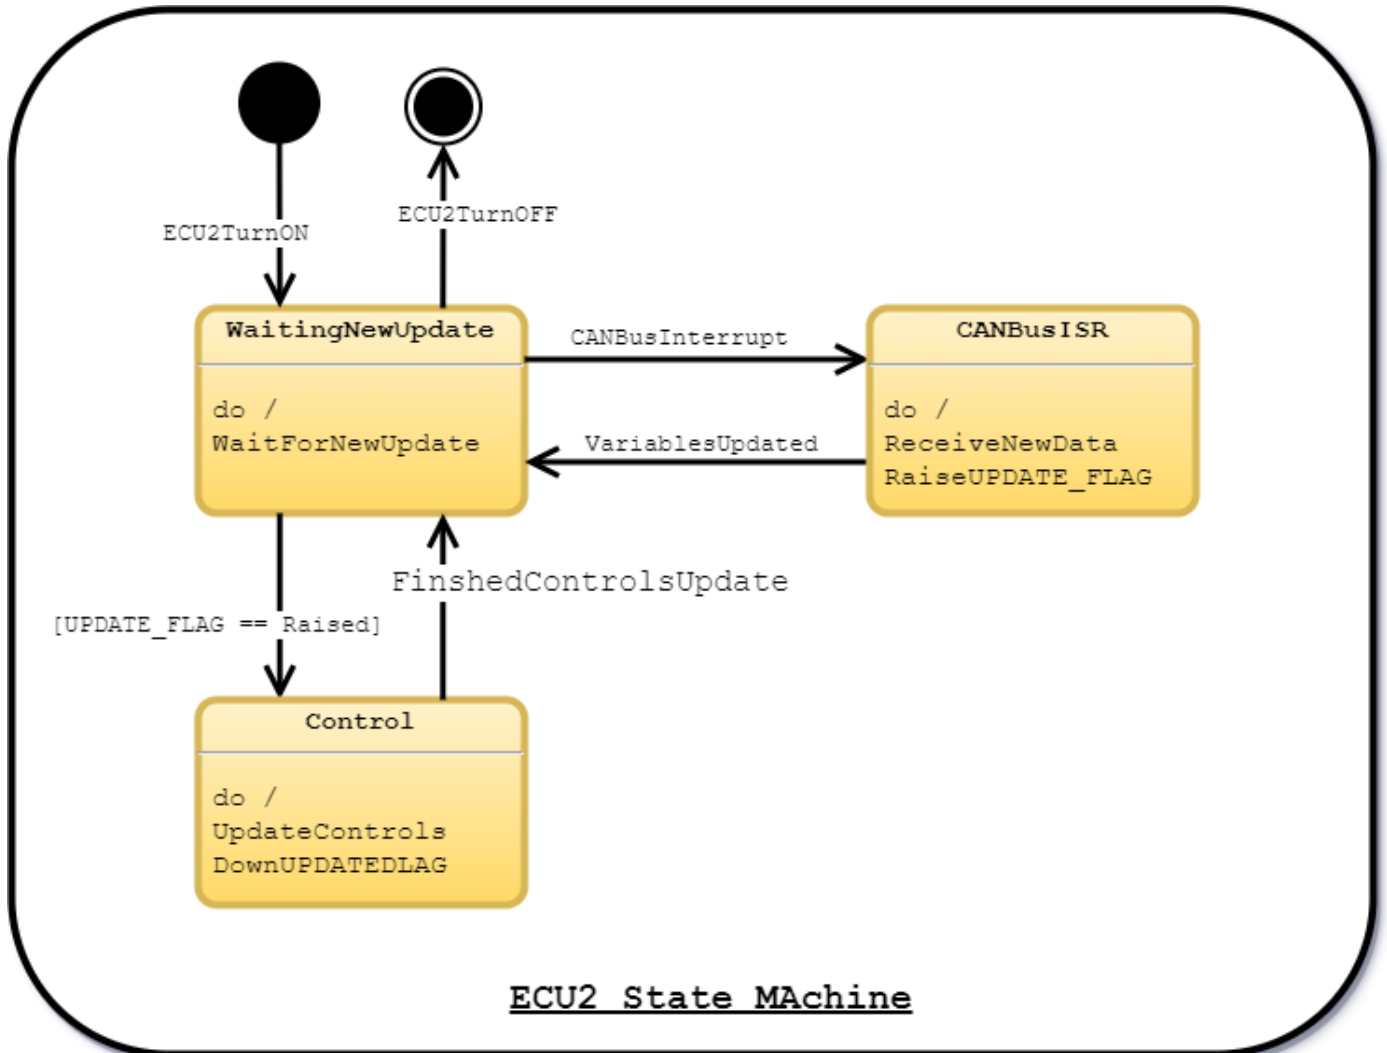 ECU2TurnON
ECU2TurnOFF
WaitingNewUpdate
do /
WaitForNewUpdate
CANBusInterrupt
VariablesUpdated
CANBusISR
do /
ReceiveNewData
RaiseUPDATE_FLAG
[UPDATE_FLAG == Raised]
FinshedControlsUpdate
Control
do /
UpdateControls
DownUPDATEDLAG
ECU2 State MAchine